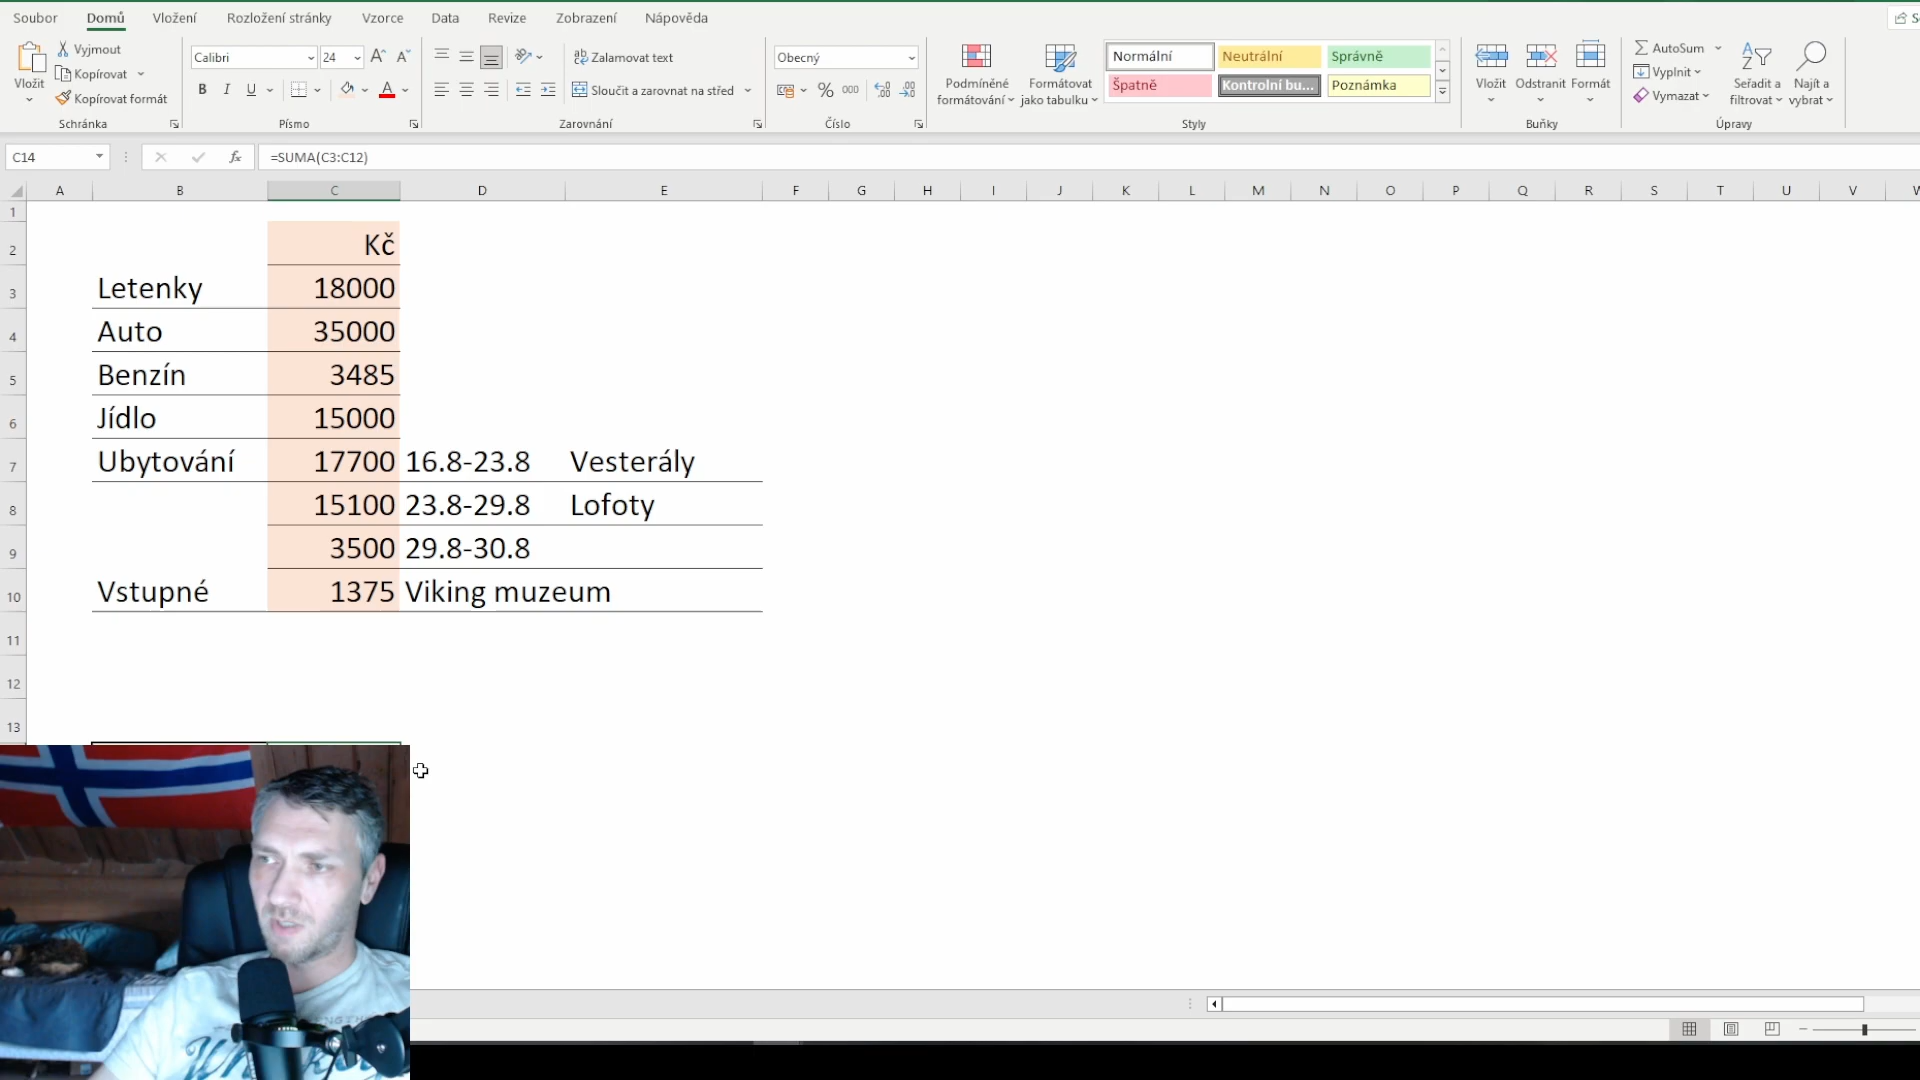 Soubor Domů Vložení Rozložení stránky Vzorce Data Revize Zobrazení Nápověda
Vložit
Vyjmout
Kopírovat
Kopírovat formát
Schránka
Calibri 24
B I U
Písmo
Zalamovat text
Sloučit a zarovnat na střed
Zarovnání
Obecný
% 000
Číslo
Podmíněné formátování
Formátovat jako tabulku
Normální Neutrální Správně
Špatně Kontrolní bu... Poznámka
Styly
Vložit Odstranit Formát
Buňky
AutoSum
Vyplnit
Vymazat
Seřadit a filtrovat
Najít a vybrat
Úpravy
C14 fx =SUMA(C3:C12)
A B C D E F G H I J K L M N O P Q R S T U V
1
2 Kč
3 Letenky 18000
4 Auto 35000
5 Benzín 3485
6 Jídlo 15000
7 Ubytování 17700 16.8-23.8 Vesterály
8 15100 23.8-29.8 Lofoty
9 3500 29.8-30.8
10 Vstupné 1375 Viking muzeum
11
12
13